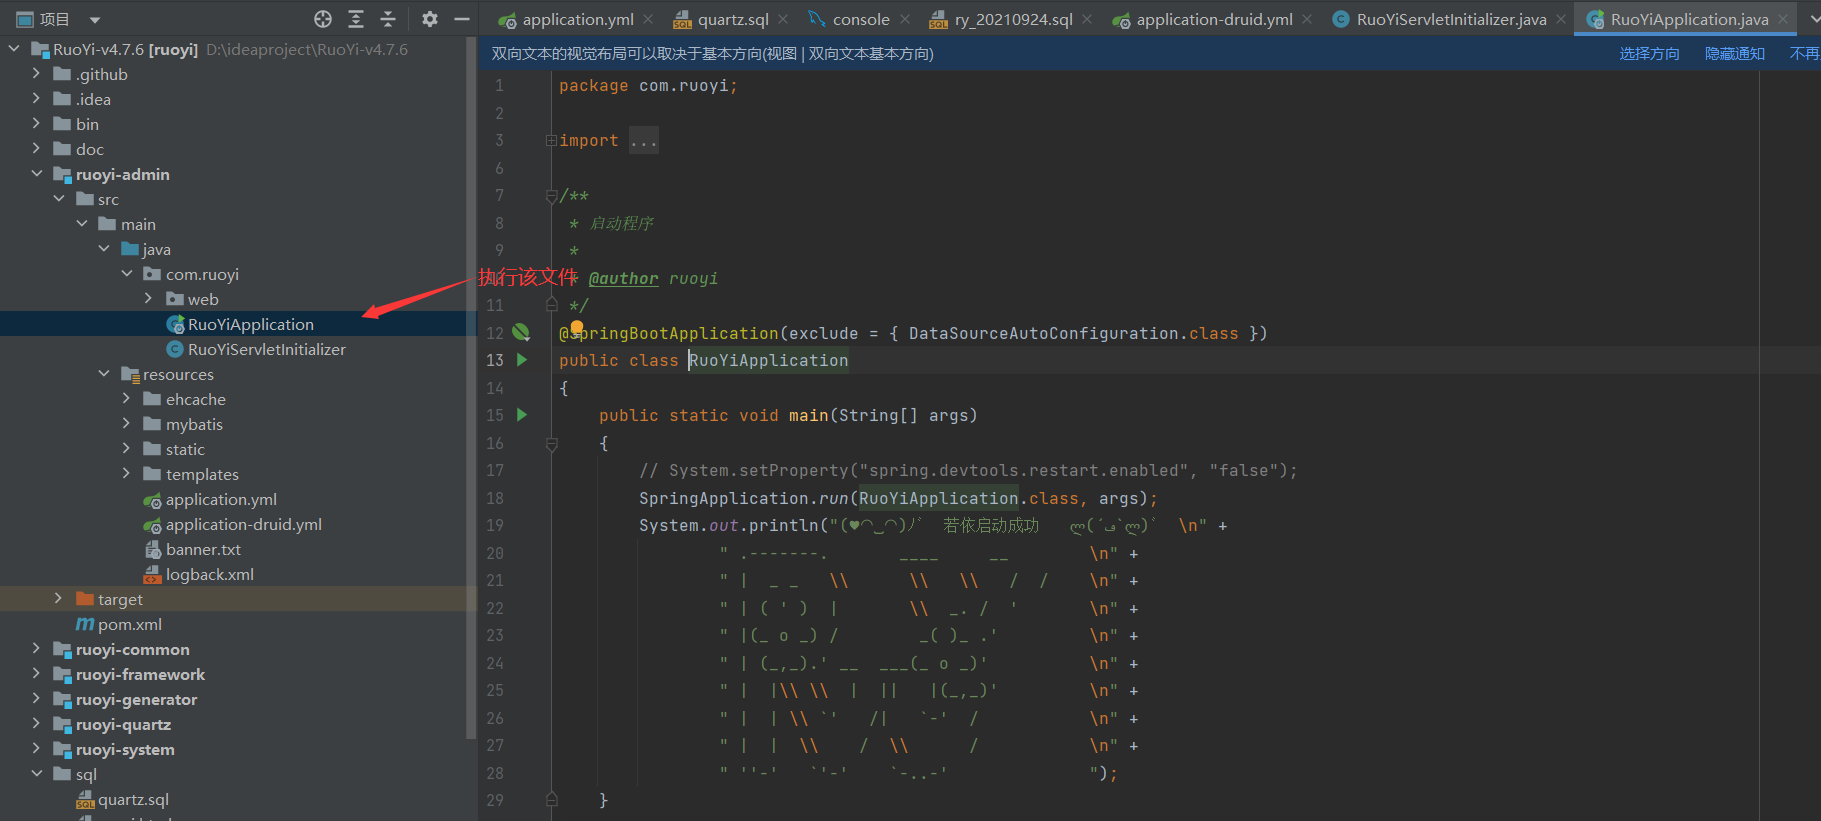 项目
application.yml
quartz.sql
console
ry_20210924.sql
application-druid.yml
RuoYiServletInitializer.java
RuoYiApplication.java
RuoYi-v4.7.6 [ruoyi] D:\ideaproject\RuoYi-v4.7.6
.github
.idea
bin
doc
ruoyi-admin
src
main
java
com.ruoyi
web
RuoYiApplication
RuoYiServletInitializer
resources
ehcache
mybatis
static
templates
application.yml
application-druid.yml
banner.txt
logback.xml
target
pom.xml
ruoyi-common
ruoyi-framework
ruoyi-generator
ruoyi-quartz
ruoyi-system
sql
quartz.sql
执行该文件
双向文本的视觉布局可以取决于基本方向(视图 | 双向文本基本方向)
选择方向 隐藏通知 不再
1 package com.ruoyi;
2
3 import ...
6
7 /**
8 * 启动程序
9 *
* @author ruoyi
11 */
12 @SpringBootApplication(exclude = { DataSourceAutoConfiguration.class })
13 public class RuoYiApplication
14 {
15 public static void main(String[] args)
16 {
17 // System.setProperty("spring.devtools.restart.enabled", "false");
18 SpringApplication.run(RuoYiApplication.class, args);
19 System.out.println("(♥◠‿◠)ノ゙  若依启动成功   ლ(´ڡ`ლ)゙  \n" +
20 " .-------.       ____     __        \n" +
21 " |  _ _   \\      \\   \\   /  /    \n" +
22 " | ( ' )  |       \\  _. /  '       \n" +
23 " |(_ o _) /        _( )_ .'         \n" +
24 " | (_,_).' __  ___(_ o _)'          \n" +
25 " |  |\\ \\  |  ||   |(_,_)'         \n" +
26 " |  | \\ `'   /|   `-'  /           \n" +
27 " |  |  \\    /  \\      /           \n" +
28 " ''-'   `'-'    `-..-'              ");
29 }